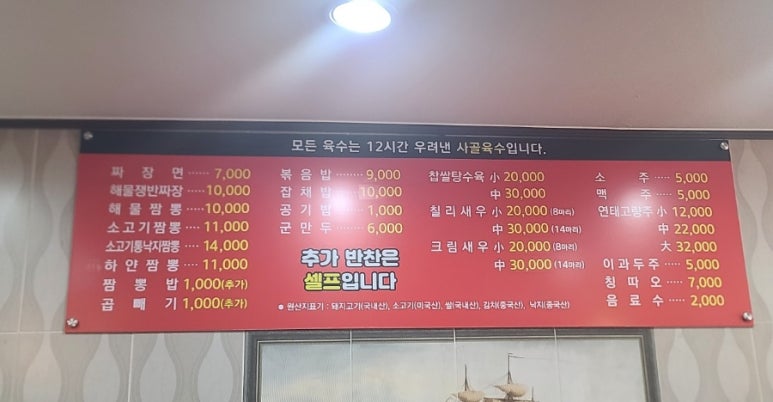 모든 육수는 12시간 우려낸 사골육수입니다.
짜 장 면 ····· 7,000
해물쟁반짜장 ····· 10,000
해 물 짬 뽕 ····· 10,000
소고기짬뽕 ····· 11,000
소고기통낙지짬뽕 ····· 14,000
하 얀 짬 뽕 ····· 11,000
짬 뽕 밥 1,000(추가)
곱 빼 기 1,000(추가)
볶 음 밥 ······· 9,000
잡 채 밥 ····· 10,000
공 기 밥 ······· 1,000
군 만 두 ······· 6,000
추가 반찬은
셀프입니다
찹쌀탕수육 小 20,000
中 30,000
칠리새우 小 20,000 (8마리)
中 30,000 (14마리)
크림새우 小 20,000 (8마리)
中 30,000 (14마리)
소 주 ····· 5,000
맥 주 ····· 5,000
연태고량주 小 12,000
中 22,000
大 32,000
이과두주 ····· 5,000
칭 따 오 ····· 7,000
음 료 수 ····· 2,000
● 원산지표기 : 돼지고기(국내산), 소고기(미국산), 쌀(국내산), 김치(중국산), 낙지(중국산)